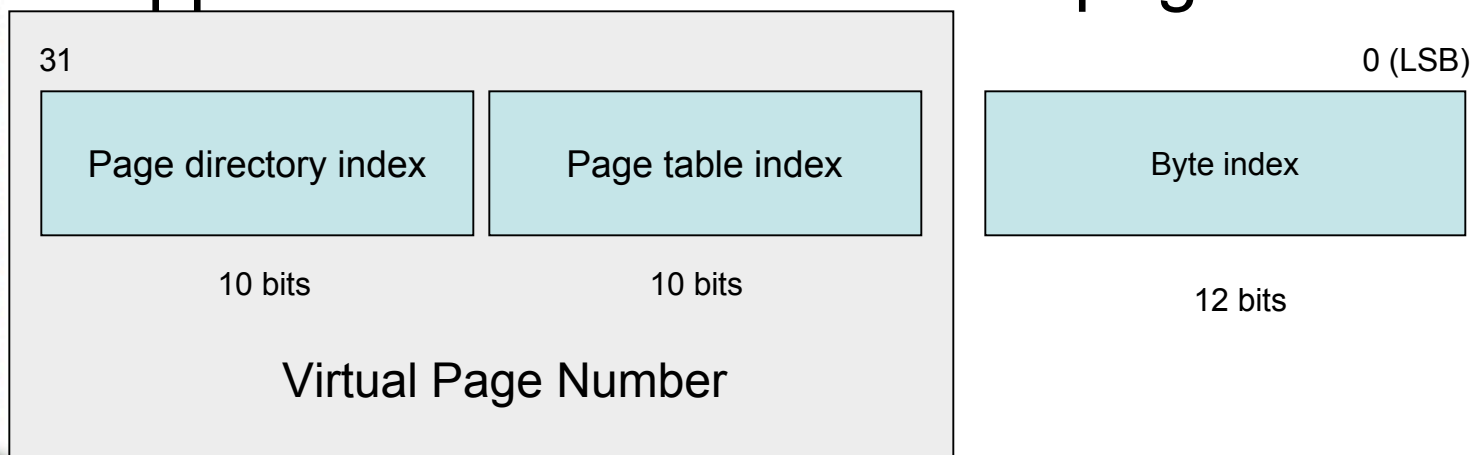 31
0 (LSB)
Page directory index
Page table index
Byte index
10 bits
10 bits
12 bits
Virtual Page Number